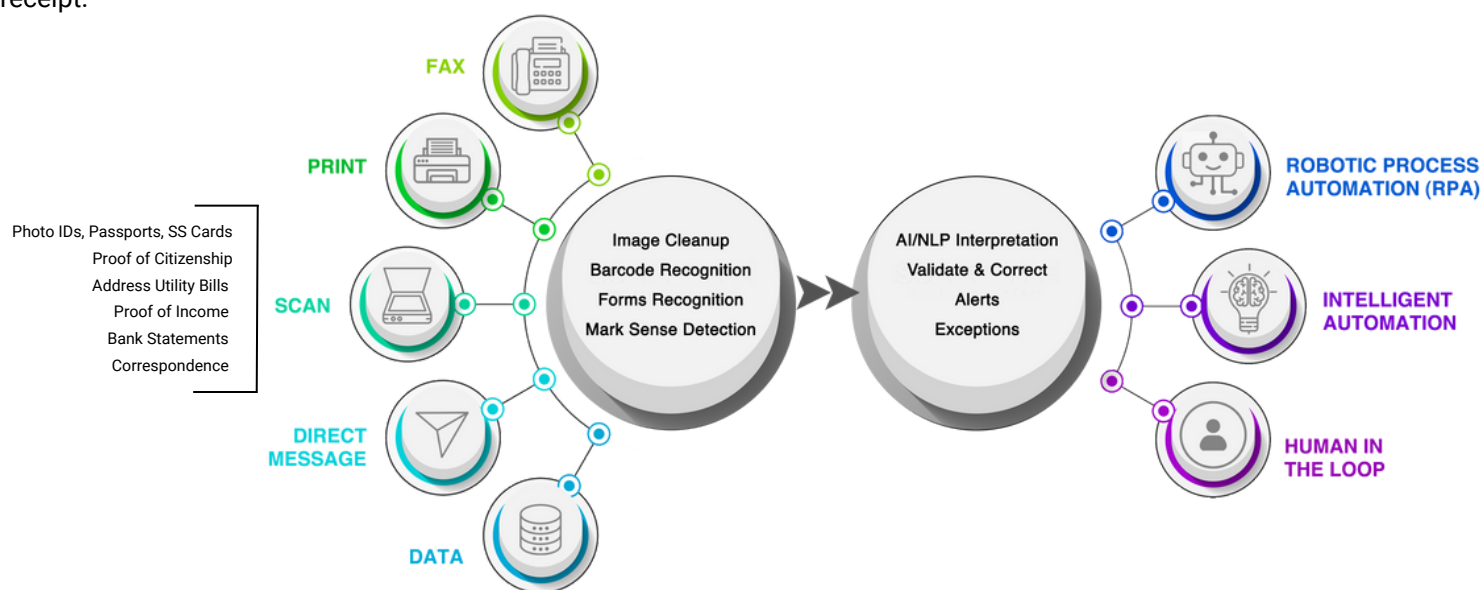 receipt.
FAX
PRINT
Photo IDs, Passports, SS Cards
Proof of Citizenship
Address Utility Bills
Proof of Income
Bank Statements
Correspondence
SCAN
DIRECT
MESSAGE
DATA
Image Cleanup
Barcode Recognition
Forms Recognition
Mark Sense Detection
AI/NLP Interpretation
Validate & Correct
Alerts
Exceptions
ROBOTIC PROCESS
AUTOMATION (RPA)
INTELLIGENT
AUTOMATION
HUMAN IN
THE LOOP